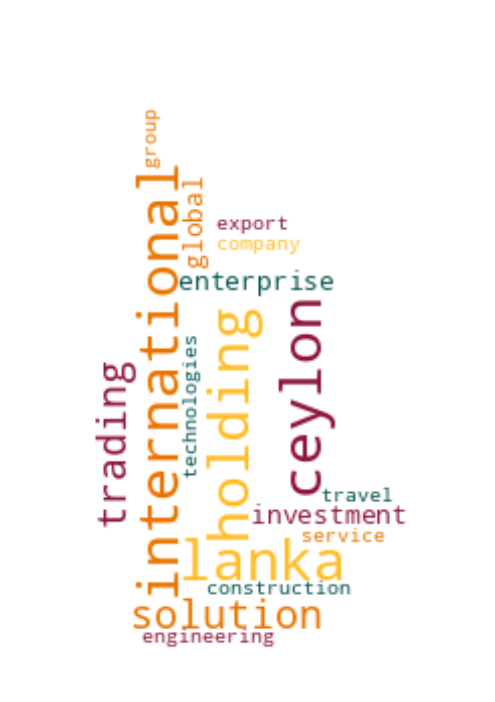 group
international
global
export
company
enterprise
holding
ceylon
technologies
trading
travel
investment
service
lanka
construction
solution
engineering